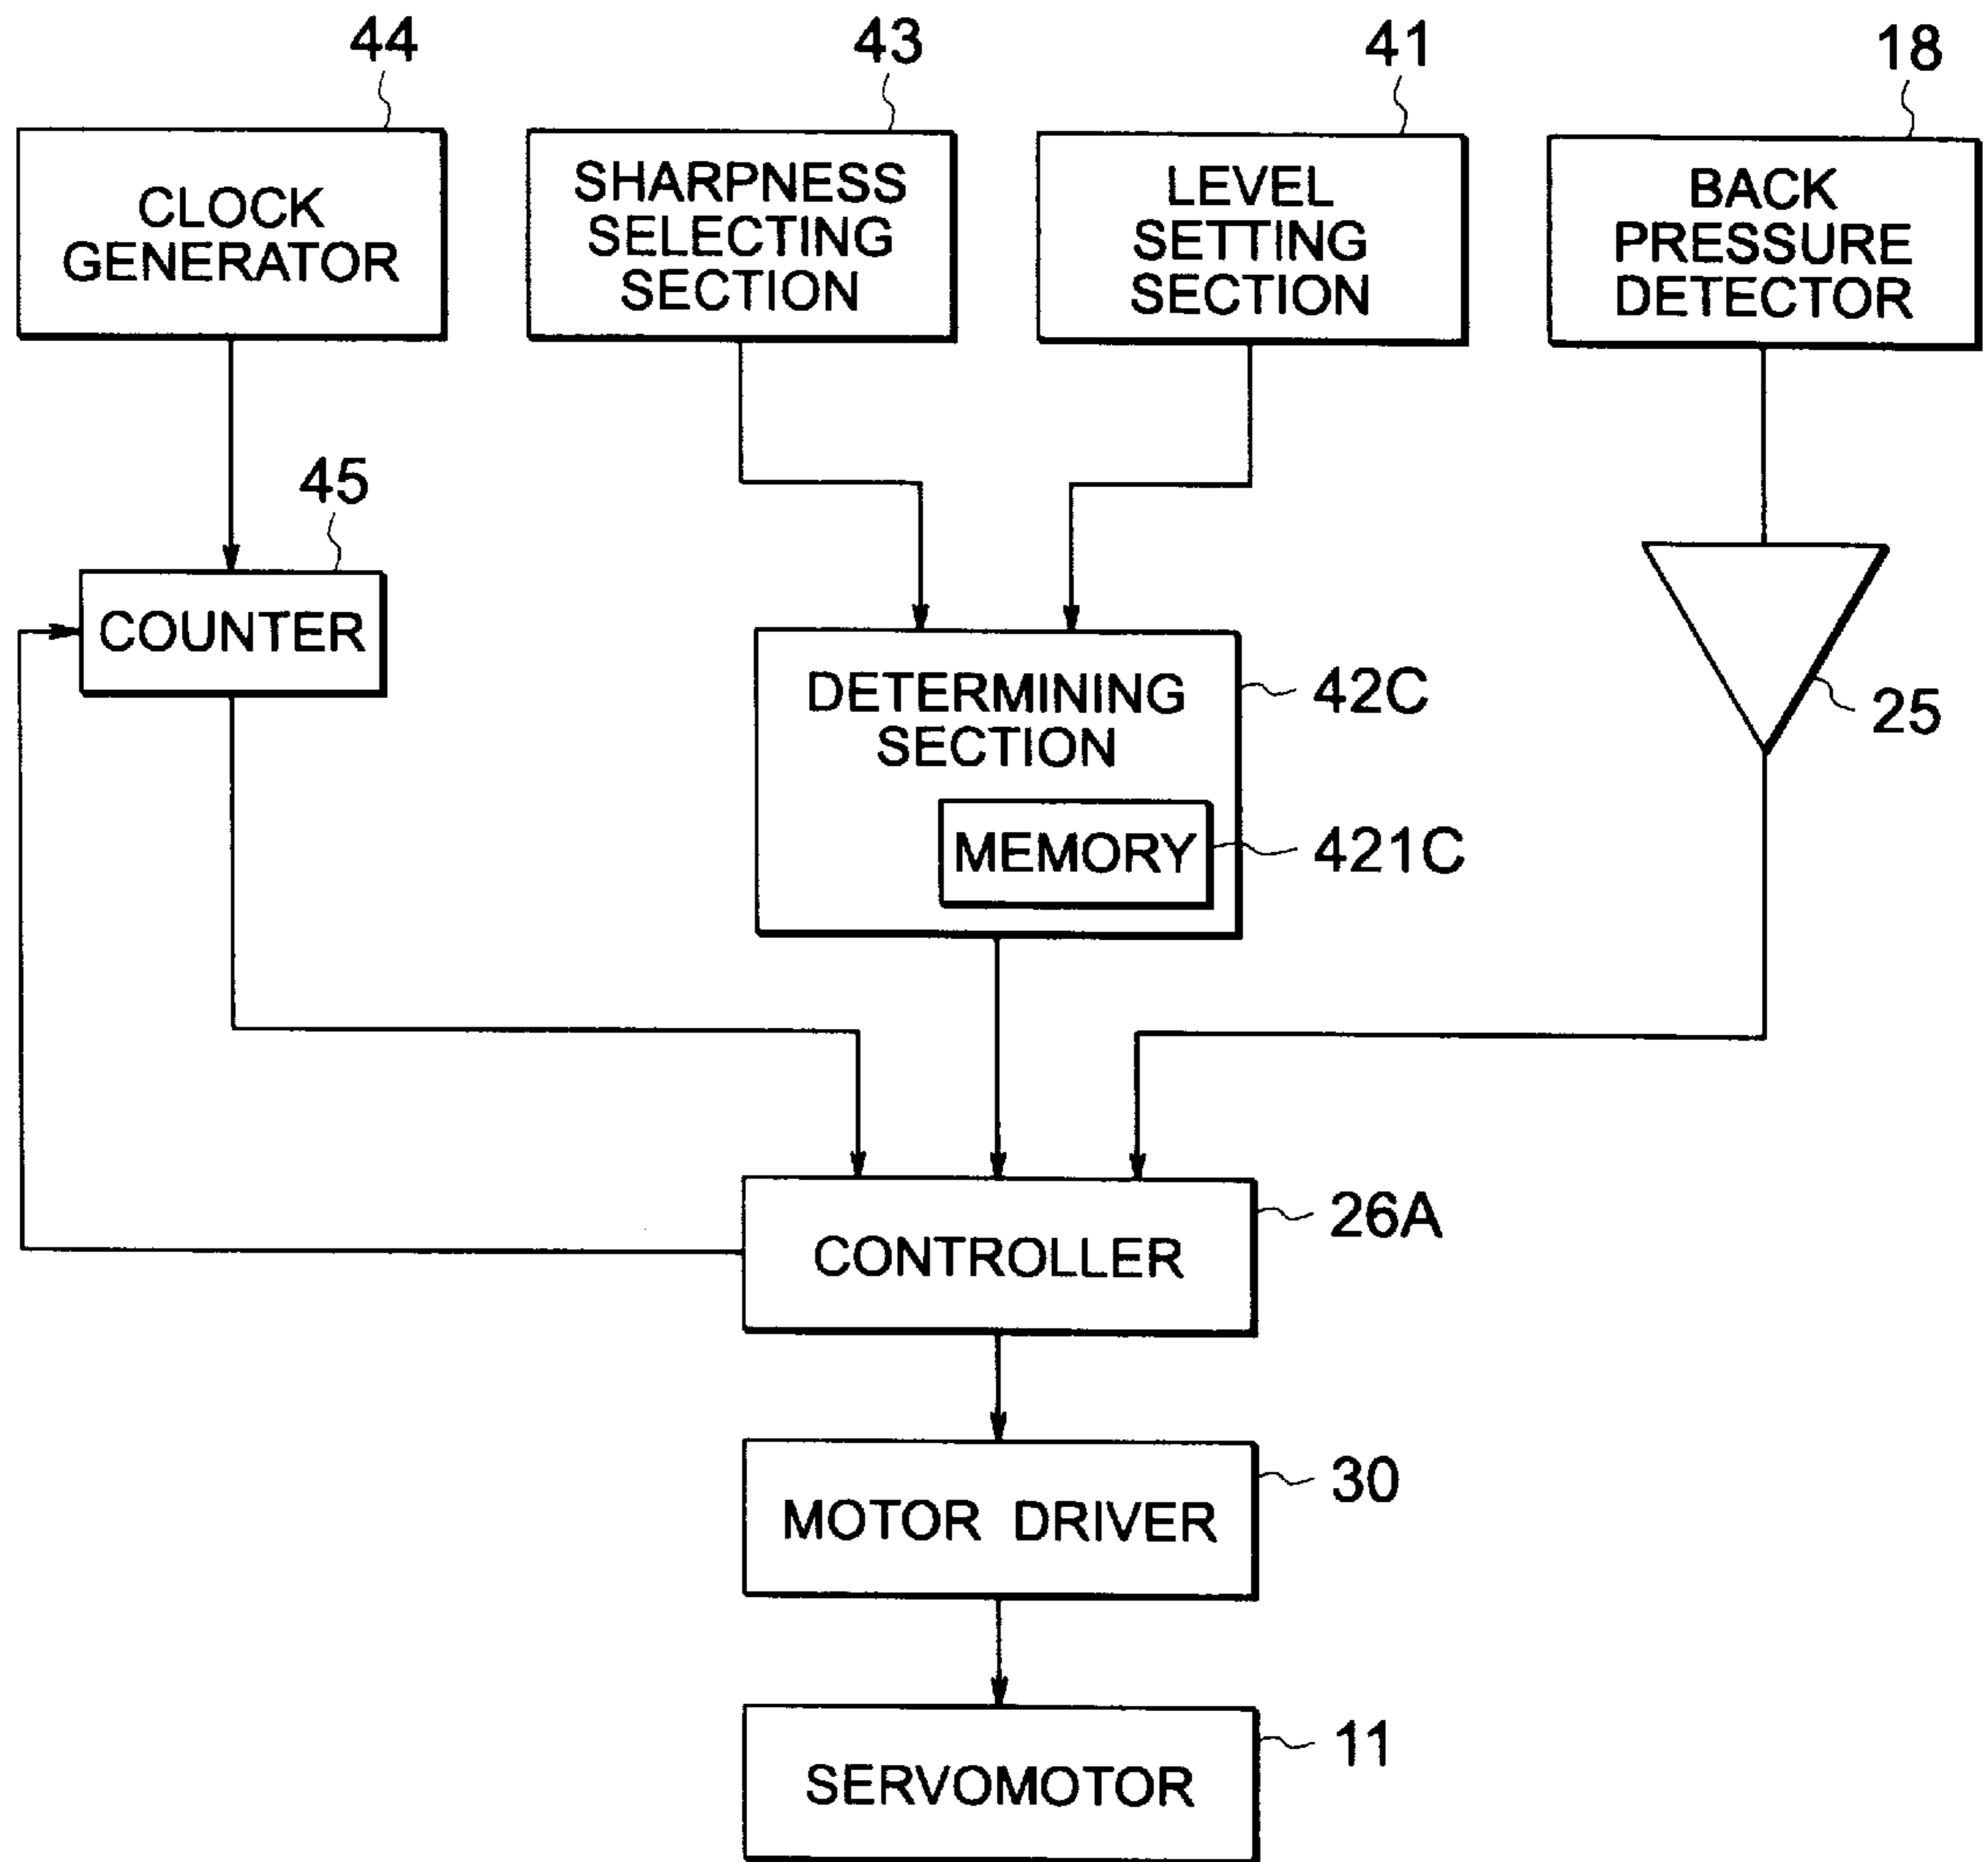 44
43
41
18
CLOCK
GENERATOR
SHARPNESS
SELECTING
SECTION
LEVEL
SETTING
SECTION
BACK
PRESSURE
DETECTOR
45
COUNTER
DETERMINING
SECTION
42C
25
MEMORY
421C
CONTROLLER
26A
MOTOR DRIVER
30
SERVOMOTOR
11